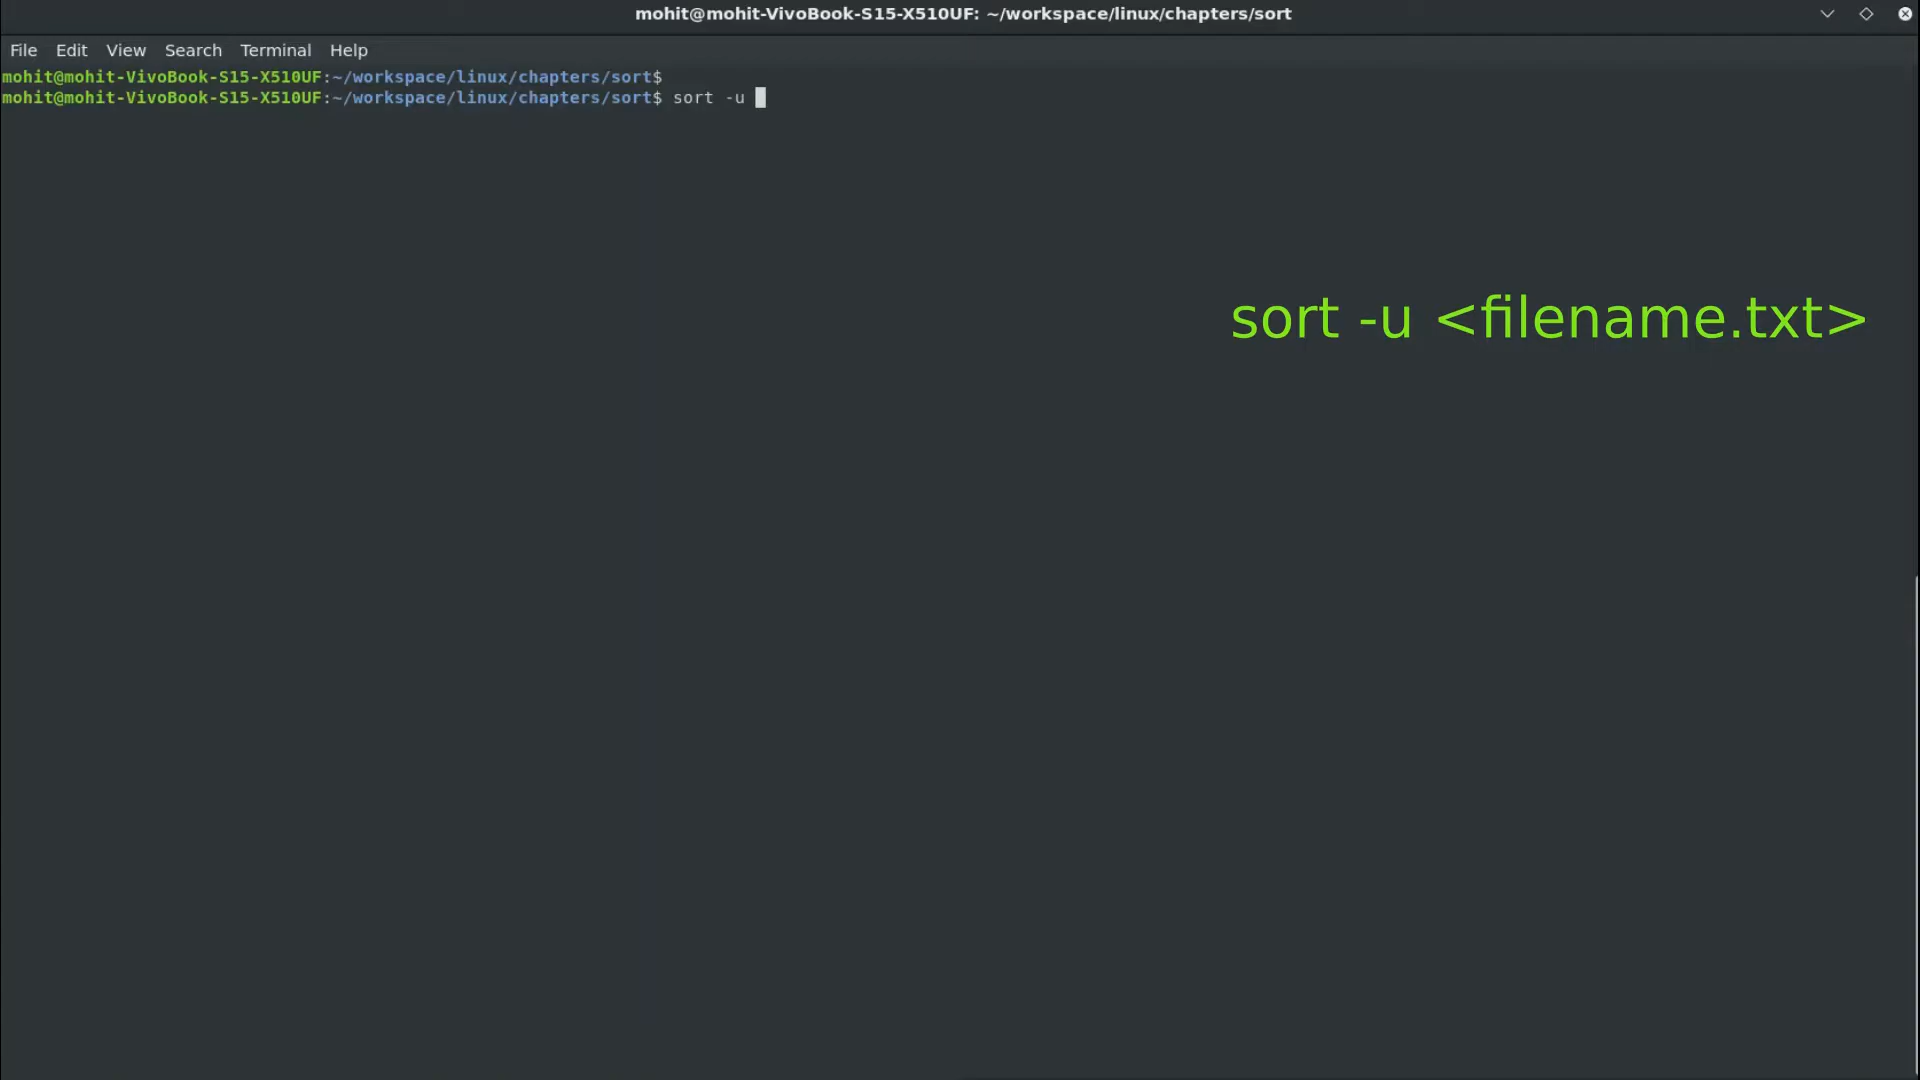 mohit@mohit-VivoBook-S15-X510UF: ~/workspace/linux/chapters/sort
File Edit View Search Terminal Help
mohit@mohit-VivoBook-S15-X510UF:~/workspace/linux/chapters/sort$
mohit@mohit-VivoBook-S15-X510UF:~/workspace/linux/chapters/sort$ sort -u
sort -u <filename.txt>